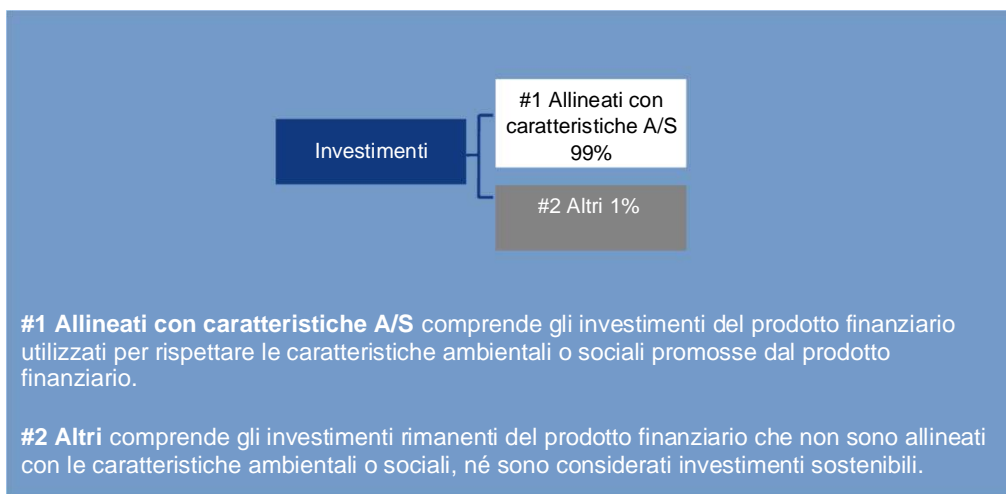 #1 Allineati con
caratteristiche A/S
99%
Investimenti
#2 Altri 1%
#1 Allineati con caratteristiche A/S comprende gli investimenti del prodotto finanziario
utilizzati per rispettare le caratteristiche ambientali o sociali promosse dal prodotto
finanziario.
#2 Altri comprende gli investimenti rimanenti del prodotto finanziario che non sono allineati
con le caratteristiche ambientali o sociali, né sono considerati investimenti sostenibili.